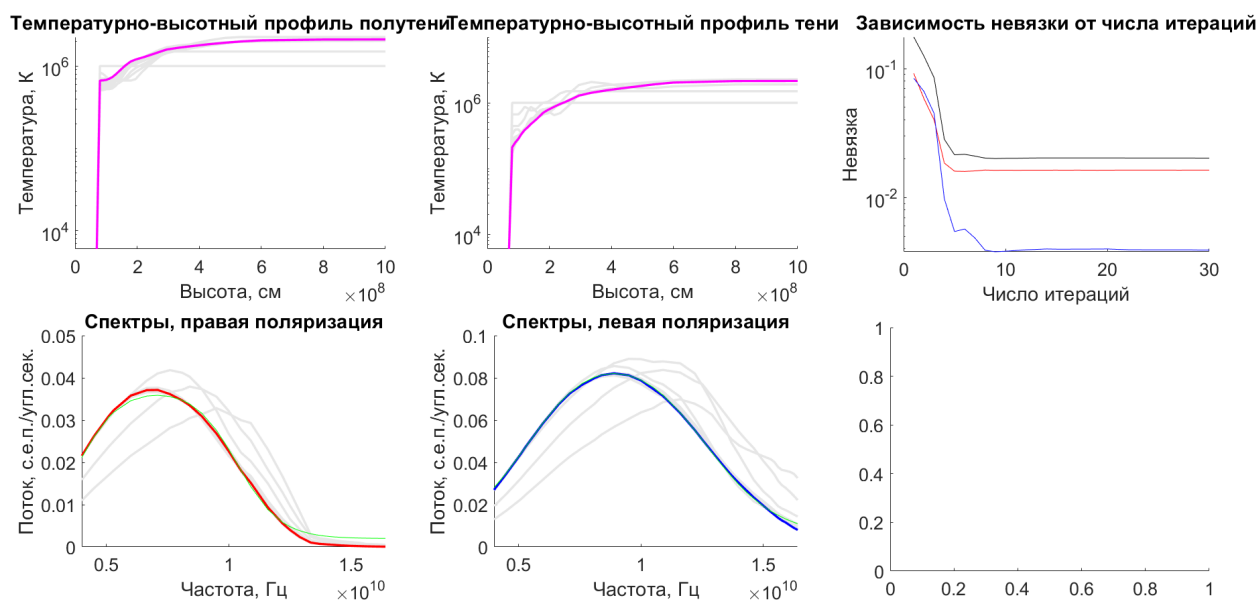 Температурно-высотный профиль полутени
Температура, К
10^6
10^4
0 2 4 6 8 10
Высота, см
×10^8
Температурно-высотный профиль тени
Температура, К
10^6
10^4
0 2 4 6 8 10
Высота, см
×10^8
Зависимость невязки от числа итераций
Невязка
10^-1
10^-2
0 10 20 30
Число итераций
Спектры, правая поляризация
Поток, с.е.п./угл.сек.
0.05
0.04
0.03
0.02
0.01
0
0.5 1 1.5
Частота, Гц
×10^10
Спектры, левая поляризация
Поток, с.е.п./угл.сек.
0.1
0.08
0.06
0.04
0.02
0
0.5 1 1.5
Частота, Гц
×10^10
1
0.8
0.6
0.4
0.2
0
0 0.2 0.4 0.6 0.8 1